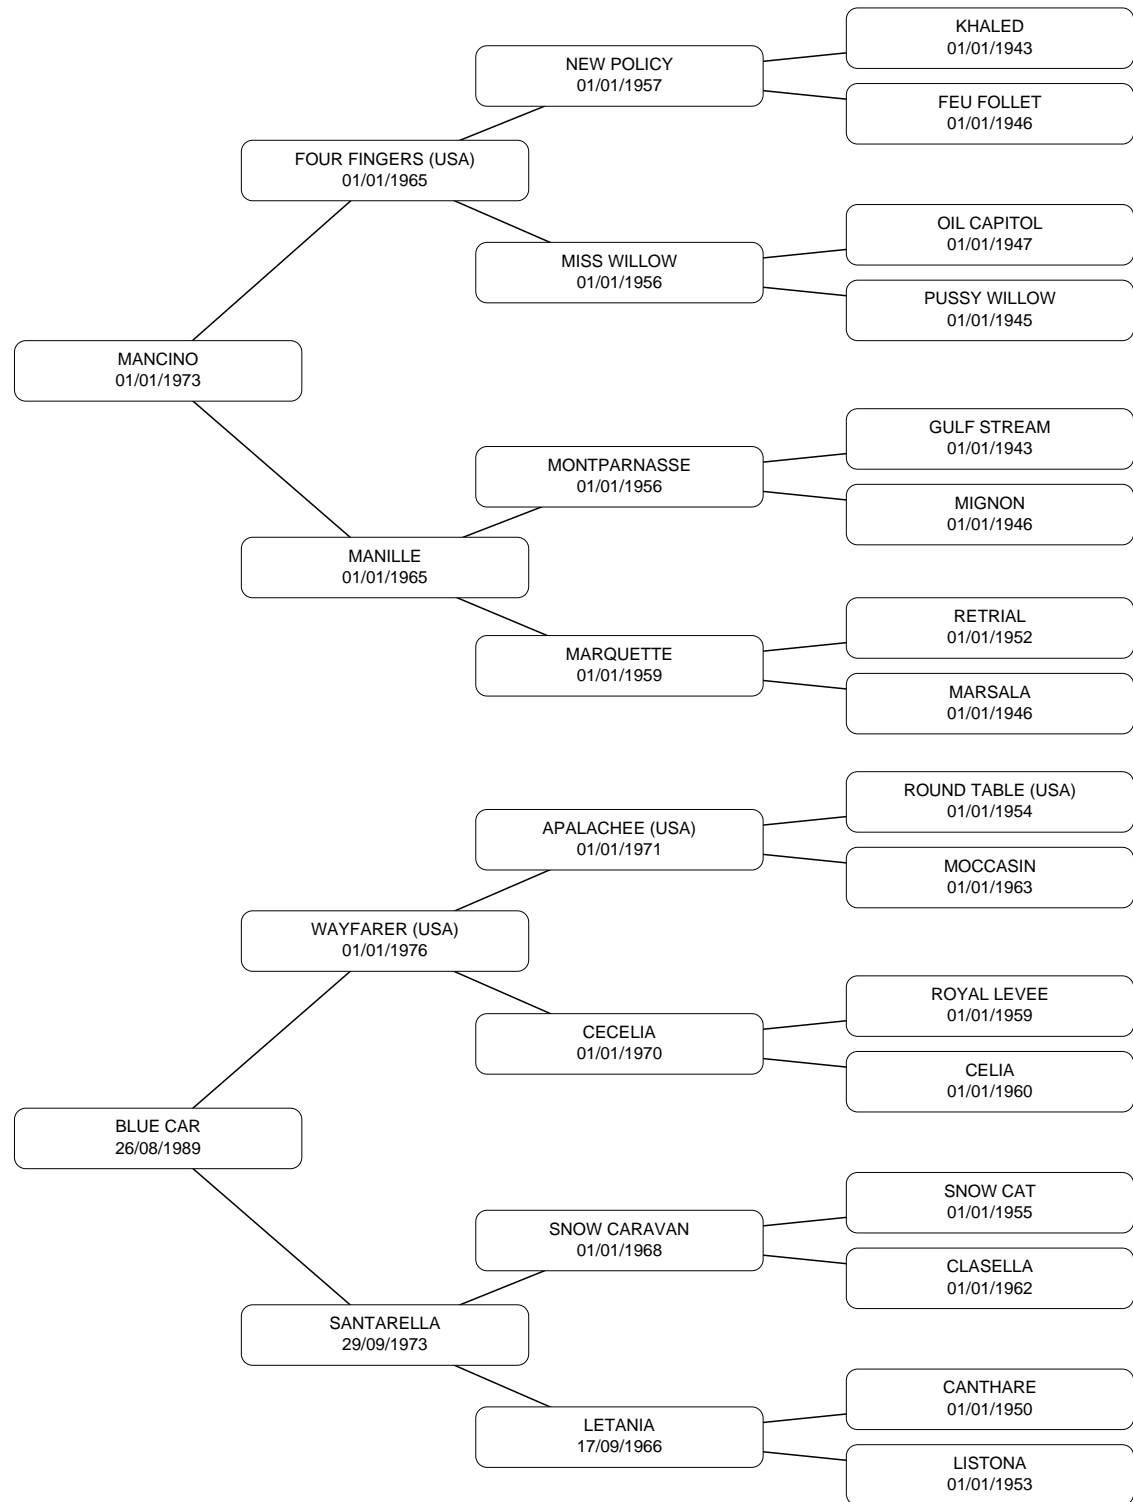 KHALED
01/01/1943
NEW POLICY
01/01/1957
FEU FOLLET
01/01/1946
FOUR FINGERS (USA)
01/01/1965
OIL CAPITOL
01/01/1947
MISS WILLOW
01/01/1956
PUSSY WILLOW
01/01/1945
MANCINO
01/01/1973
GULF STREAM
01/01/1943
MONTPARNASSE
01/01/1956
MIGNON
01/01/1946
MANILLE
01/01/1965
RETRIAL
01/01/1952
MARQUETTE
01/01/1959
MARSALA
01/01/1946
ROUND TABLE (USA)
01/01/1954
APALACHEE (USA)
01/01/1971
MOCCASIN
01/01/1963
WAYFARER (USA)
01/01/1976
ROYAL LEVEE
01/01/1959
CECELIA
01/01/1970
CELIA
01/01/1960
BLUE CAR
26/08/1989
SNOW CAT
01/01/1955
SNOW CARAVAN
01/01/1968
CLASELLA
01/01/1962
SANTARELLA
29/09/1973
CANTHARE
01/01/1950
LETANIA
17/09/1966
LISTONA
01/01/1953